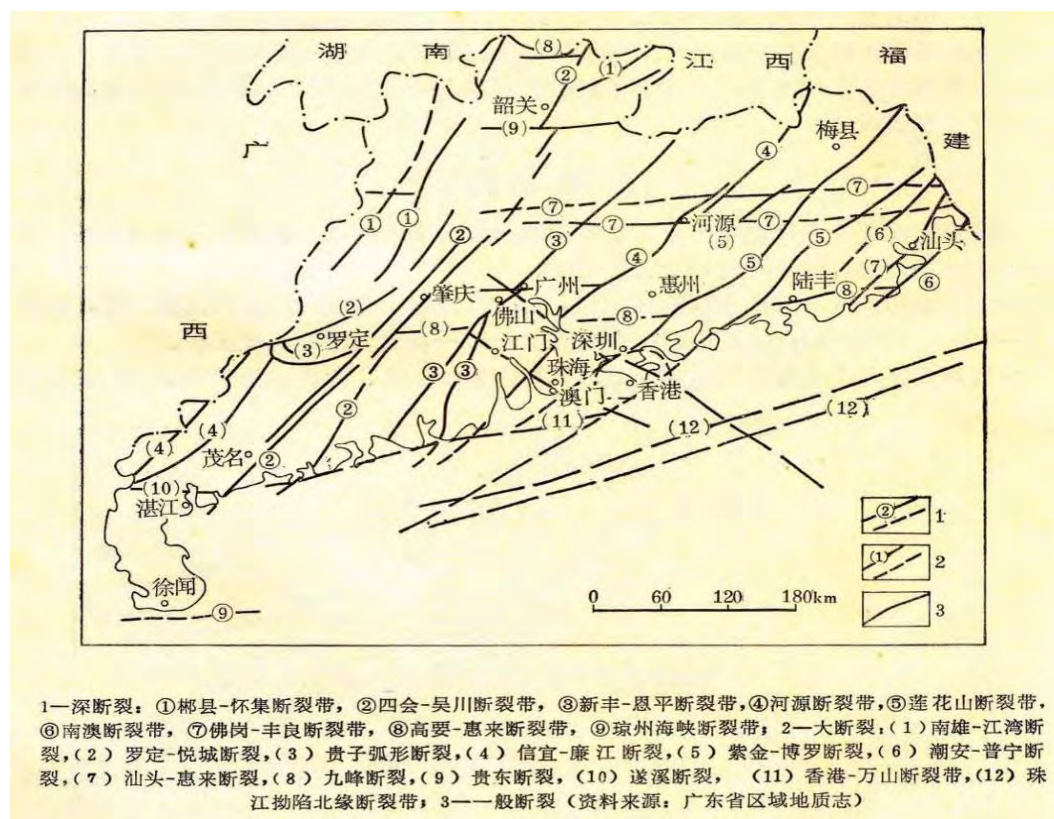 湖 南
(8)
②
(1)
江 西 福
韶关
(9)
广
④
梅县
建
①
①
⑦
⑦
⑦
⑦
②
③
河源
(5)
④
⑤
⑤
(6)
汕头
(7)
⑥
②
肇庆
广州
惠州
陆丰
⑧
佛山
⑧
西
(3)
罗定
(8)
江门
深圳
③
③
珠海
香港
澳门
②
(11)
(12)
(12)
(4)
(4)
茂名
②
(10)
湛江
徐闻
⑨
0 60 120 180km
② 1
(1) 2
3
1—深断裂：①郴县-怀集断裂带，②四会-吴川断裂带，③新丰-恩平断裂带，④河源断裂带，⑤莲花山断裂带，
⑥南澳断裂带，⑦佛岗-丰良断裂带，⑧高要-惠来断裂带，⑨琼州海峡断裂带；2—大断裂：(1)南雄-江湾断
裂，(2)罗定-悦城断裂，(3)贵子弧形断裂，(4)信宜-廉江断裂，(5)紫金-博罗断裂，(6)潮安-普宁断
裂，(7)汕头-惠来断裂，(8)九峰断裂，(9)贵东断裂，(10)遂溪断裂， (11)香港-万山断裂带，(12)珠
江拗陷北缘断裂带；3—一般断裂（资料来源：广东省区域地质志）